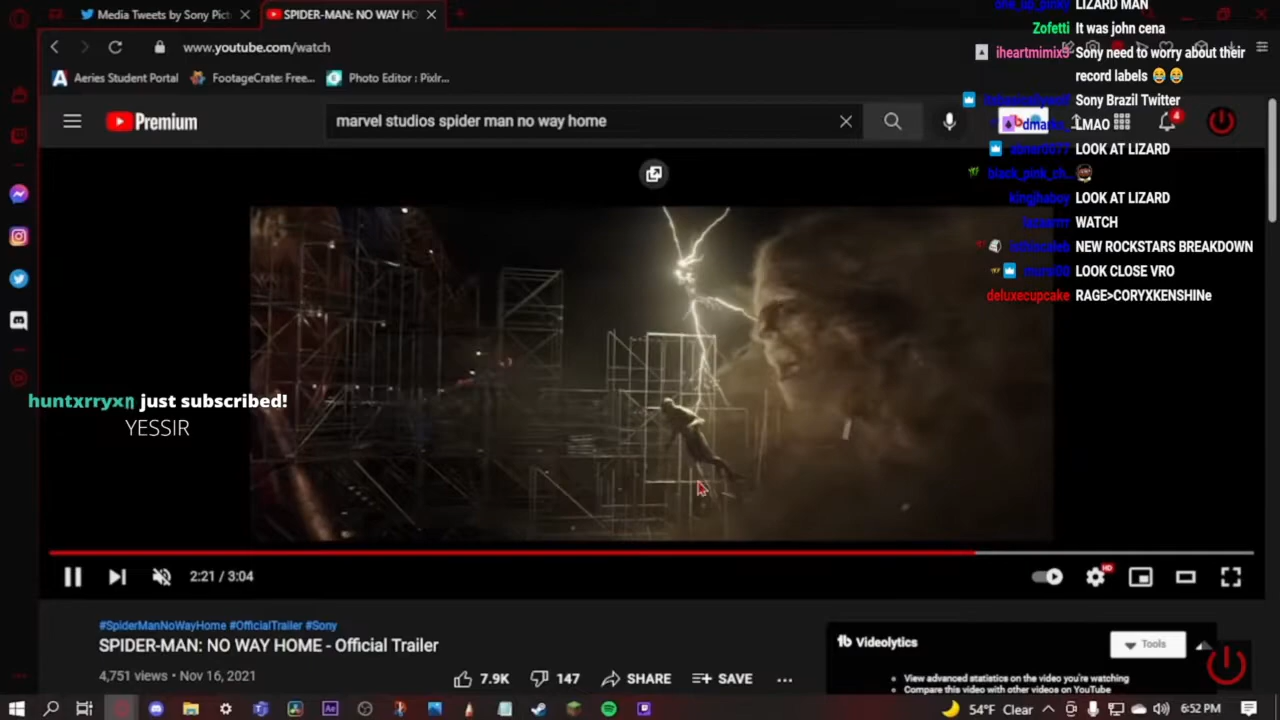 Media Tweets by Sony Pict
SPIDER-MAN: NO WAY HO
www.youtube.com/watch
Aeries Student Portal
FootageCrate: Free...
Photo Editor : Pixlr...
Premium
marvel studios spider man no way home
4
one_up_pinky LIZARD MAN
Zofetti It was john cena
iheartmimix3 Sony need to worry about their
record labels 😂😂
Sony Brazil Twitter
LMAO
LOOK AT LIZARD
black_pink_ch...
kingjhaboy LOOK AT LIZARD
WATCH
NEW ROCKSTARS BREAKDOWN
LOOK CLOSE VRO
deluxecupcake RAGE>CORYXKENSHINe
huntxrryxn just subscribed!
YESSIR
2:21 / 3:04
HD
#SpiderManNoWayHome #OfficialTrailer #Sony
SPIDER-MAN: NO WAY HOME - Official Trailer
4,751 views • Nov 16, 2021
7.9K
147
SHARE
SAVE
...
Videolytics
Tools
View advanced statistics on the video you're watching
Compare this video with other videos on YouTube
54°F Clear
6:52 PM